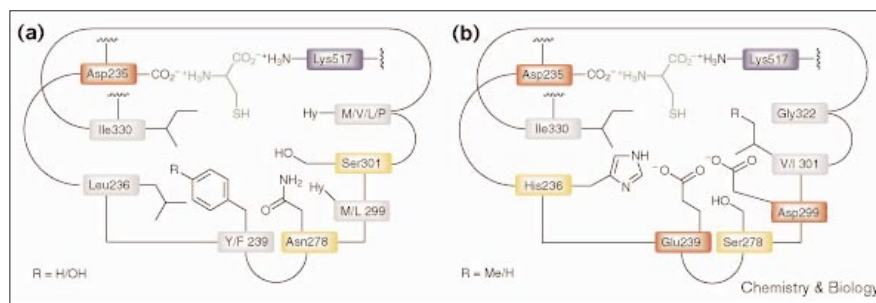 (a)
Asp235 CO₂⁻ ⁺H₃N CO₂⁻ ⁺H₃N Lys517
SH
Ile330
Hy M/V/L/P
HO Ser301
R NH₂
O Hy
Leu236 M/L 299
Y/F 239 Asn278
R = H/OH
(b)
Asp235 CO₂⁻ ⁺H₃N CO₂⁻ ⁺H₃N Lys517
SH
Ile330
R Gly322
NH
N
⁻O O ⁻O O V/I 301
His236
HO Asp299
Glu239 Ser278
R = Me/H
Chemistry & Biology